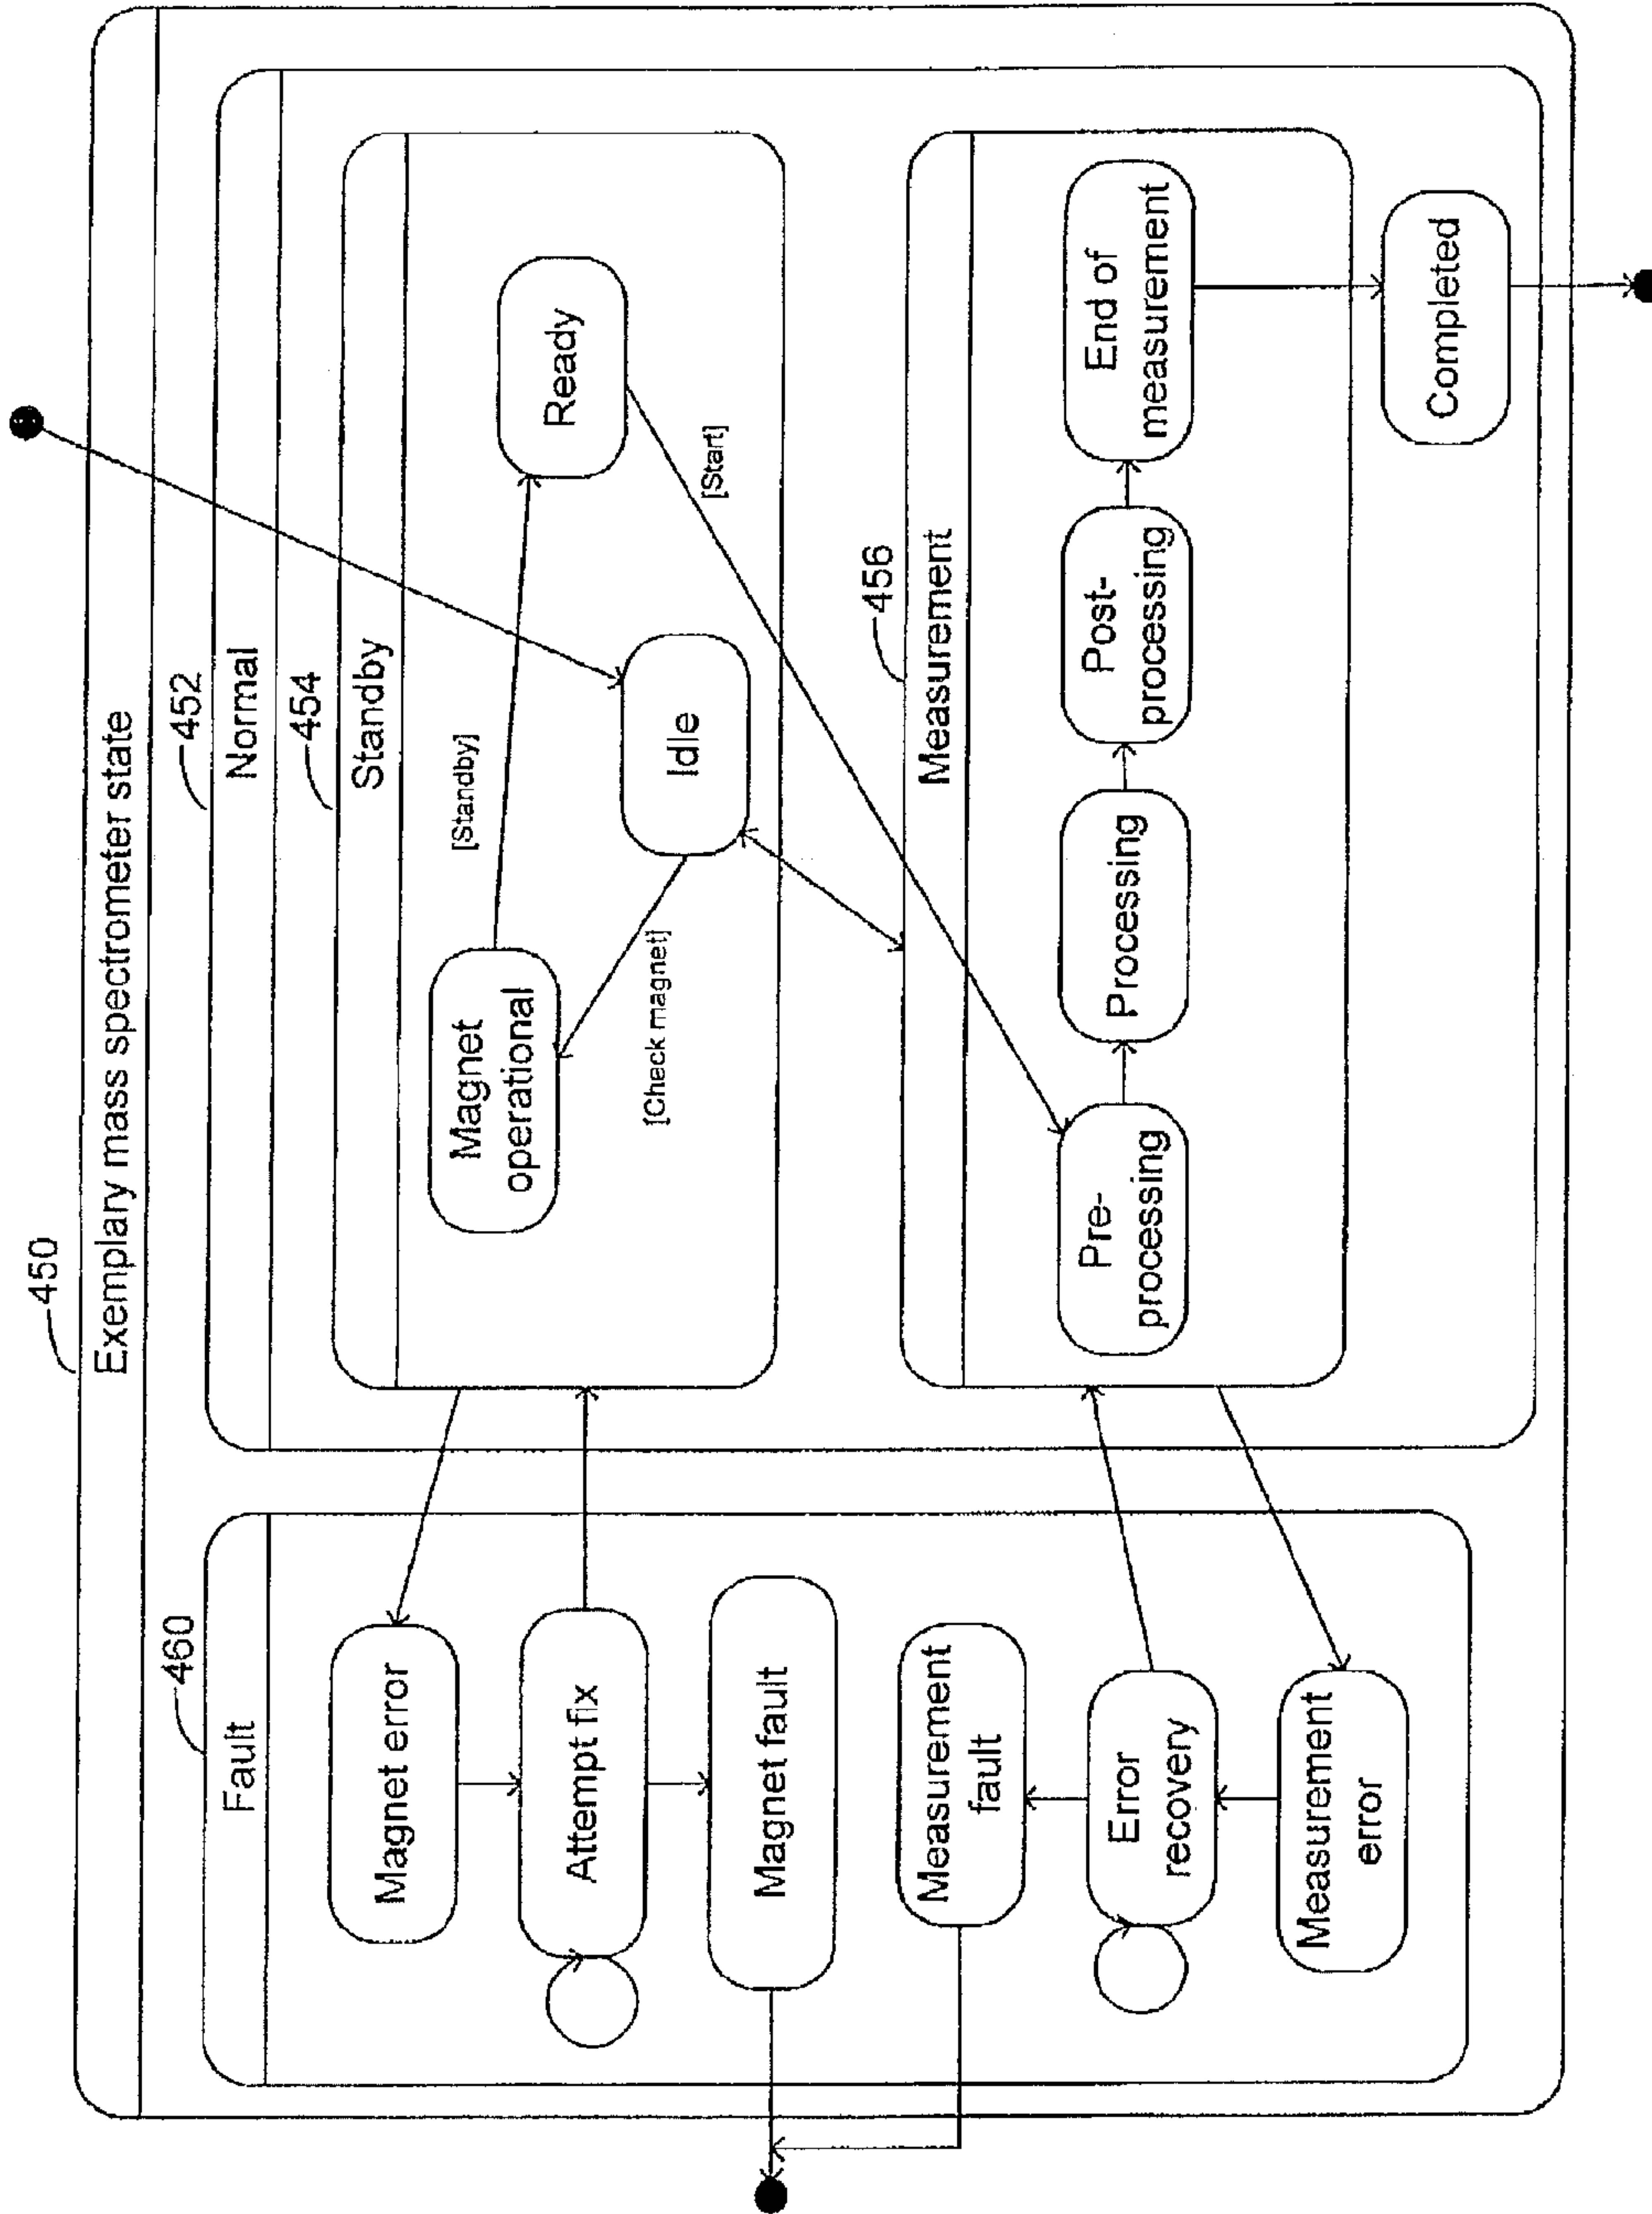 450
Exemplary mass spectrometer state
460
Fault
Magnet error
Attempt fix
Magnet fault
Measurement
fault
Error
recovery
Measurement
error
452
Normal
454
Standby
Magnet
operational
[Standby]
Ready
Idle
[Check magnet]
[Start]
456
Measurement
Pre-
processing
Processing
Post-
processing
End of
measurement
Completed